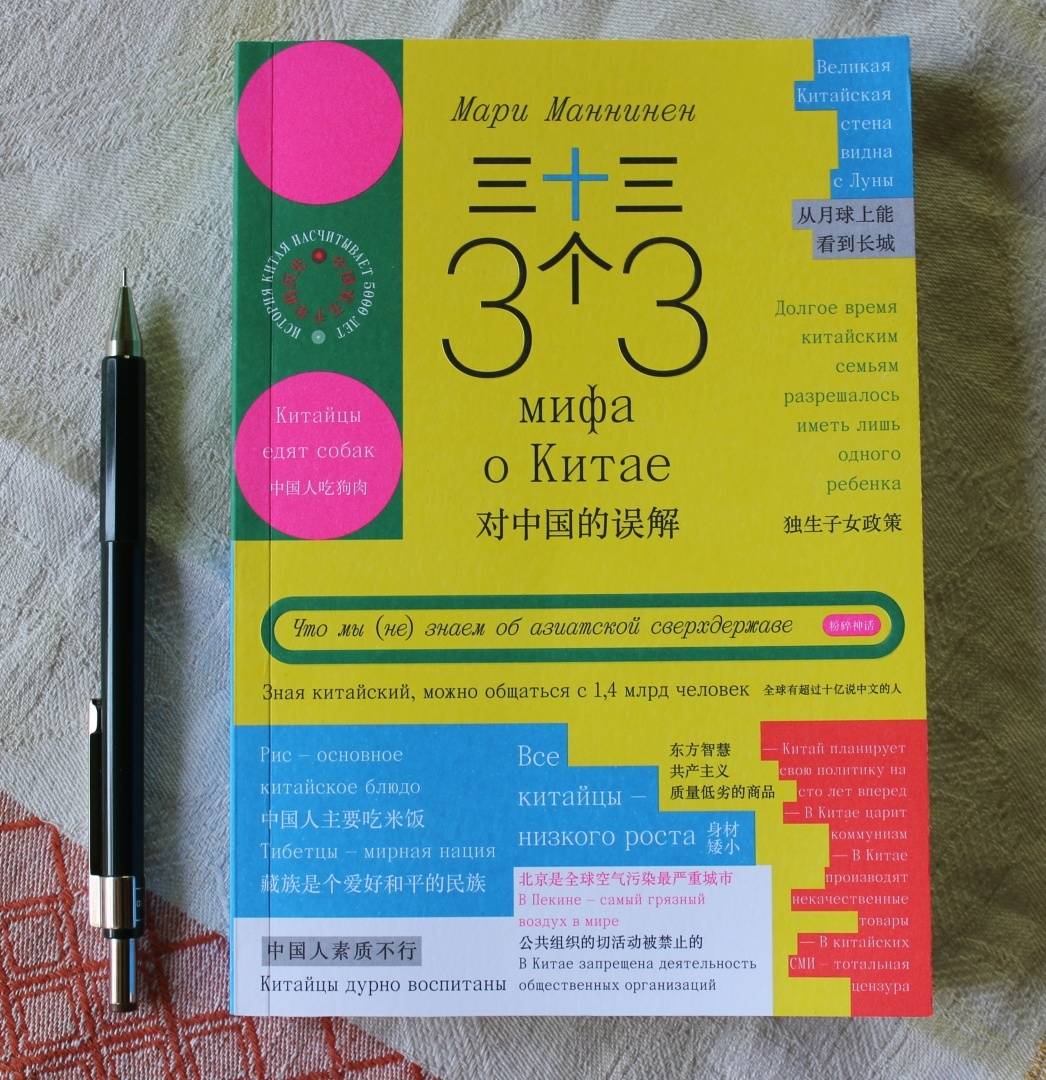 Мари Маннинен
三十三
3个3
мифа
о Китае
对中国的误解
Великая
Китайская
стена
видна
с Луны
从月球上能
看到长城
ИСТОРИЯ КИТАЯ НАСЧИТЫВАЕТ 5000 ЛЕТ
Китайцы
едят собак
中国人吃狗肉
Долгое время
китайским
семьям
разрешалось
иметь лишь
одного
ребенка
独生子女政策
Что мы (не) знаем об азиатской сверхдержаве 粉碎神话
Зная китайский, можно общаться с 1,4 млрд человек 全球有超过十亿说中文的人
Рис – основное
китайское блюдо
中国人主要吃米饭
Тибетцы – мирная нация
藏族是个爱好和平的民族
中国人素质不行
Китайцы дурно воспитаны
Все
китайцы –
низкого роста
身材
矮小
东方智慧
共产主义
质量低劣的商品
北京是全球空气污染最严重城市
В Пекине – самый грязный
воздух в мире
公共组织的切活动被禁止的
В Китае запрещена деятельность
общественных организаций
— Китай планирует
свою политику на
сто лет вперед
— В Китае царит
коммунизм
— В Китае
производят
некачественные
товары
— В китайских
СМИ – тотальная
цензура